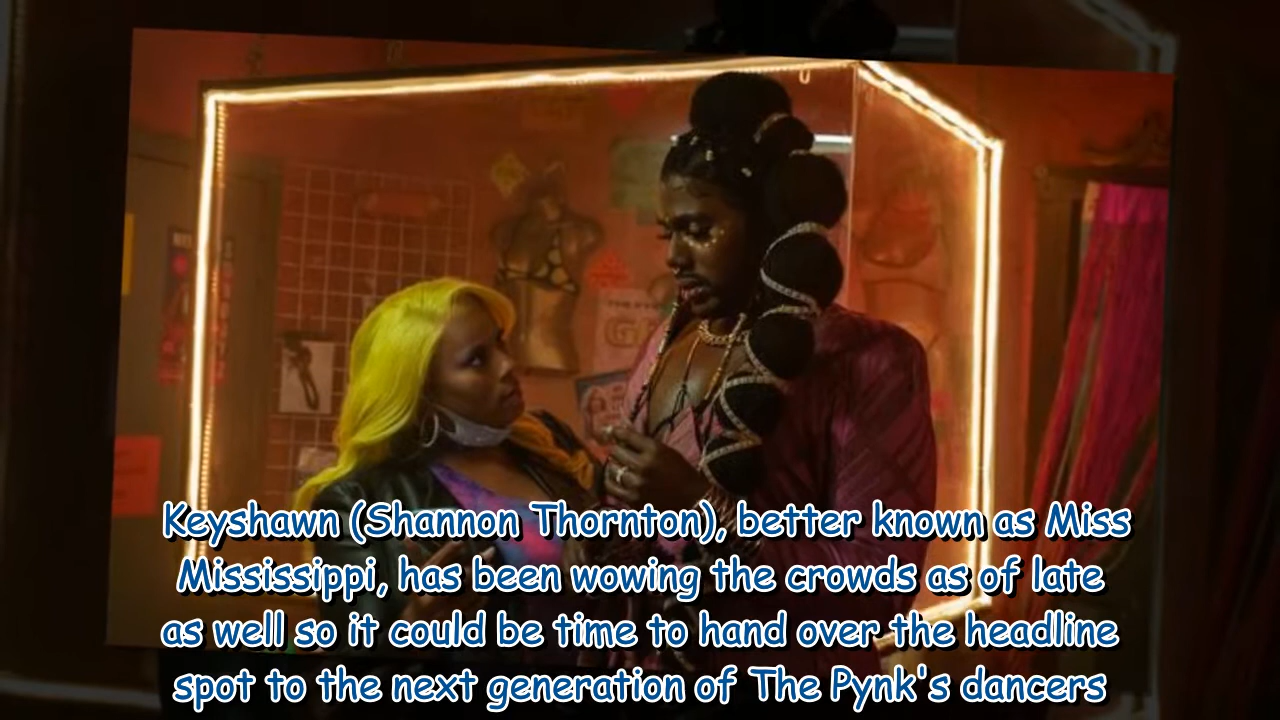 Keyshawn (Shannon Thornton), better known as Miss
Mississippi, has been wowing the crowds as of late
as well so it could be time to hand over the headline
spot to the next generation of The Pynk's dancers